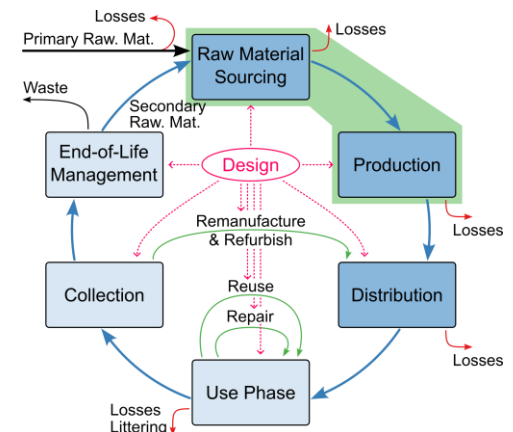 Losses
Losses
Primary Raw. Mat.
Raw Material
Sourcing
Waste
Secondary
Raw. Mat.
End-of-Life
Management
Design
Production
Remanufacture
& Refurbish
Losses
Collection
Reuse
Distribution
Repair
Losses
Use Phase
Losses
Littering